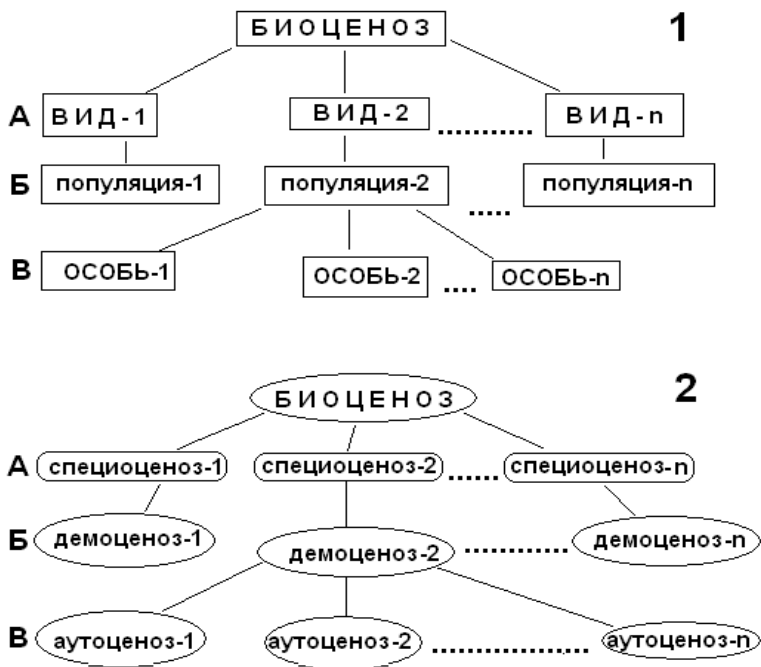 БИОЦЕНОЗ 1
А ВИД-1 ВИД-2 ............ ВИД-n
Б популяция-1 популяция-2 ..... популяция-n
В ОСОБЬ-1 ОСОБЬ-2 .... ОСОБЬ-n
БИОЦЕНОЗ 2
А специоценоз-1 специоценоз-2 ...... специоценоз-n
Б демоценоз-1 демоценоз-2 ............. демоценоз-n
В аутоценоз-1 аутоценоз-2 .................... аутоценоз-n